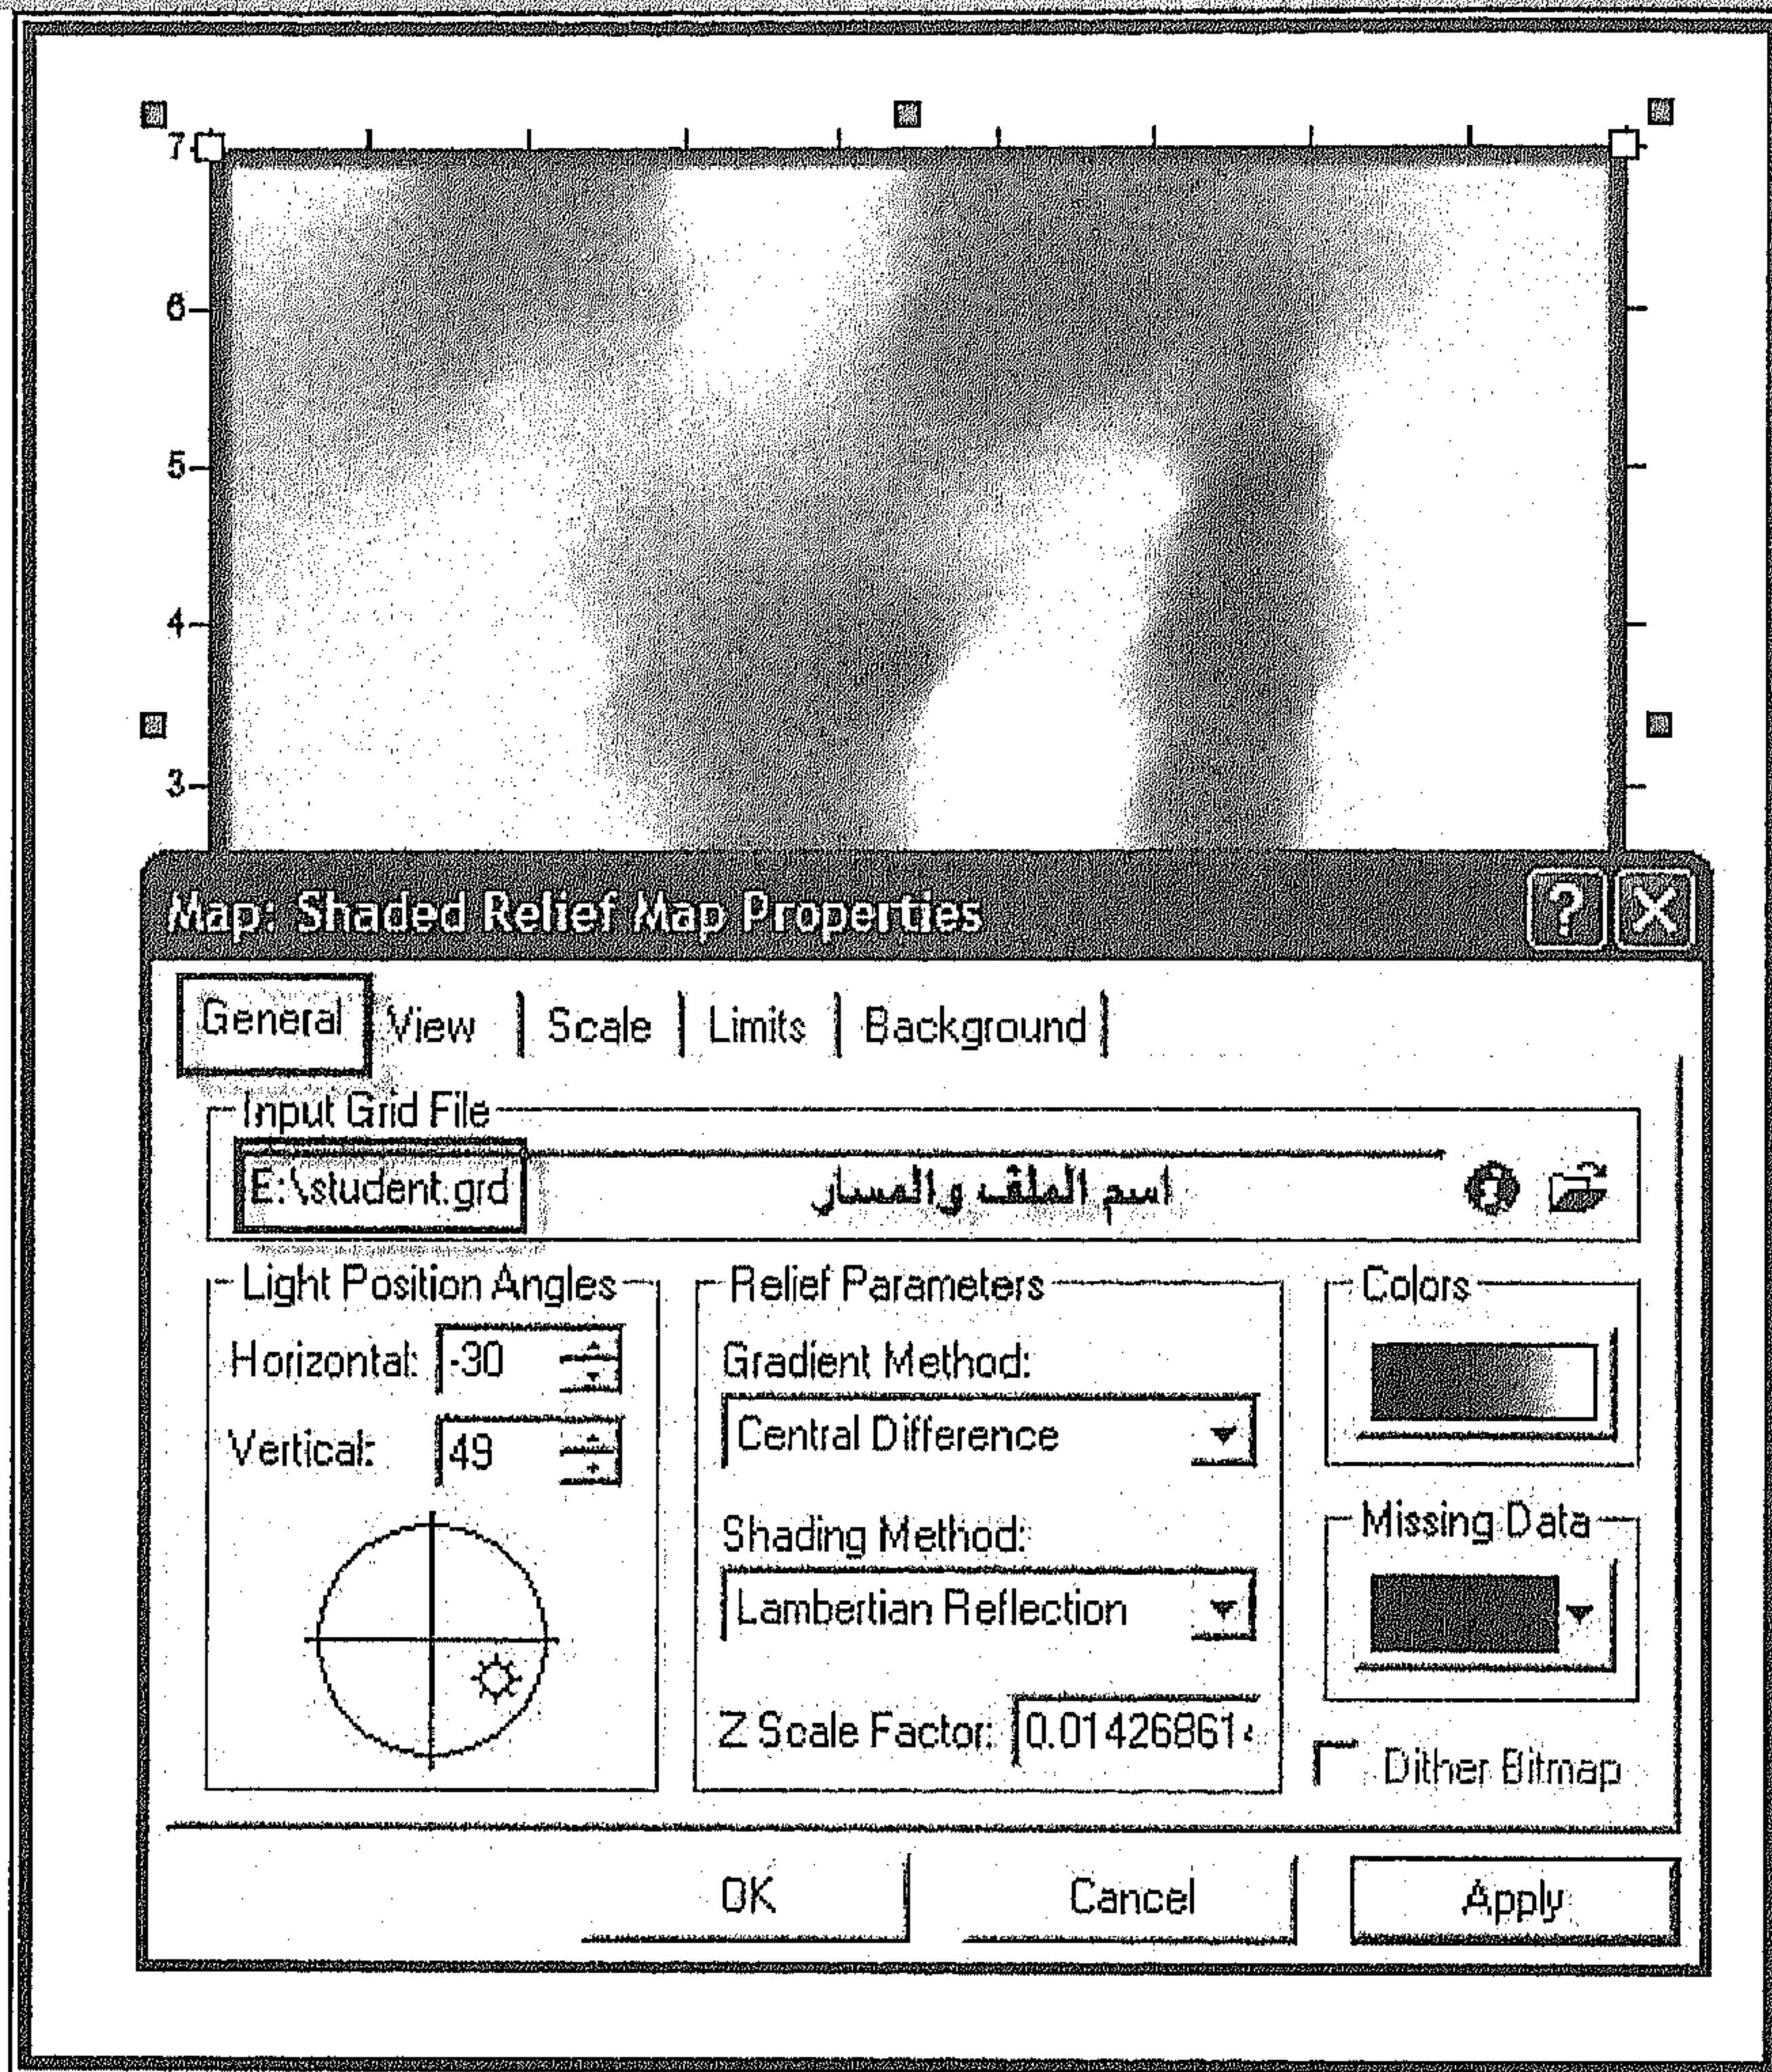 7
6
5
4
3
Map: Shaded Relief Map Properties
General View Scale Limits Background
Input Grid File
E:\student.grd اسم الملف والمسار
Light Position Angles Relief Parameters Colors
Horizontal: -30 Gradient Method:
Vertical: 49 Central Difference
Shading Method: Missing Data
Lambertian Reflection
Z Scale Factor: 0.01426861
Dither Bitmap
OK Cancel Apply